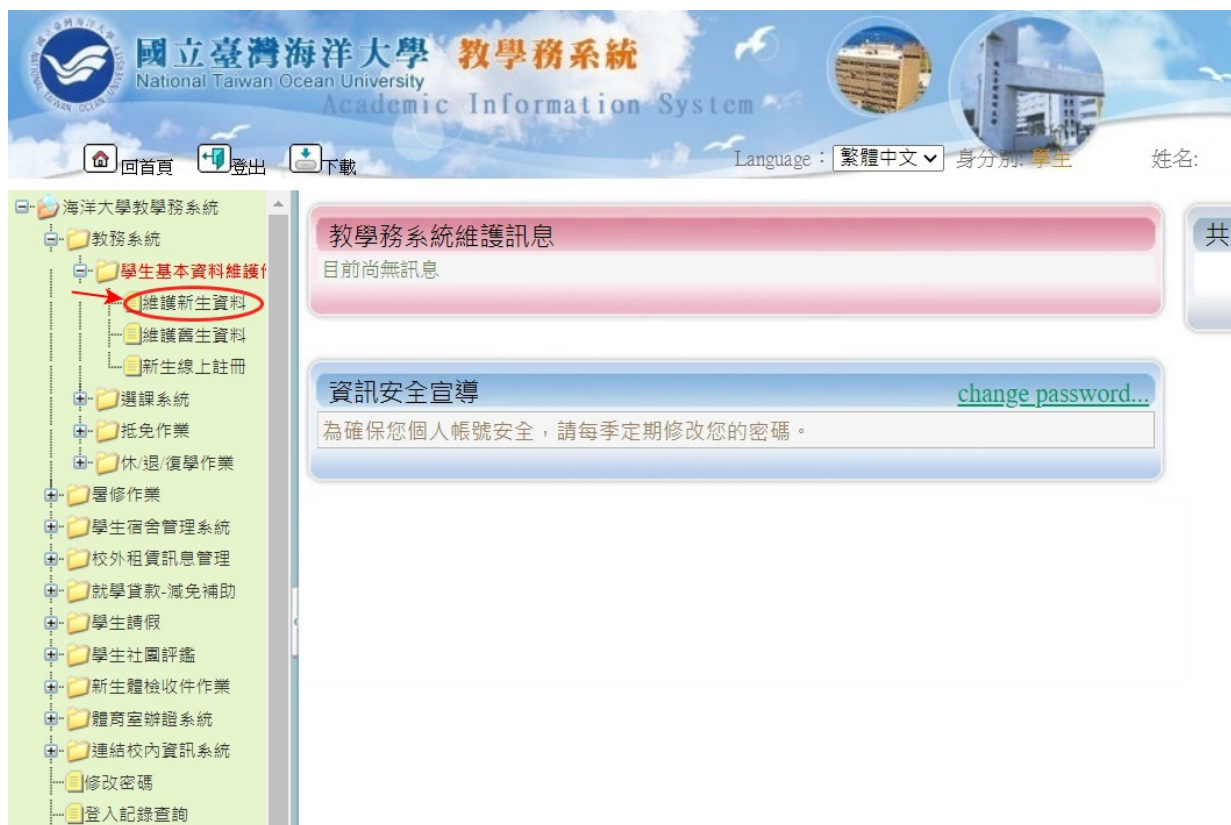 國立臺灣海洋大學 教學務系統
National Taiwan Ocean University
Academic Information System
回首頁 登出 下載 Language： 繁體中文 身分別: 學生 姓名:
海洋大學教學務系統
教務系統
學生基本資料維護
維護新生資料
維護舊生資料
新生線上註冊
選課系統
抵免作業
休/退/復學作業
暑修作業
學生宿舍管理系統
校外租賃訊息管理
就學貸款-減免補助
學生請假
學生社團評鑑
新生體檢收件作業
體育室辦證系統
連結校內資訊系統
修改密碼
登入記錄查詢
教學務系統維護訊息
目前尚無訊息
共
資訊安全宣導 change password...
為確保您個人帳號安全，請每季定期修改您的密碼。